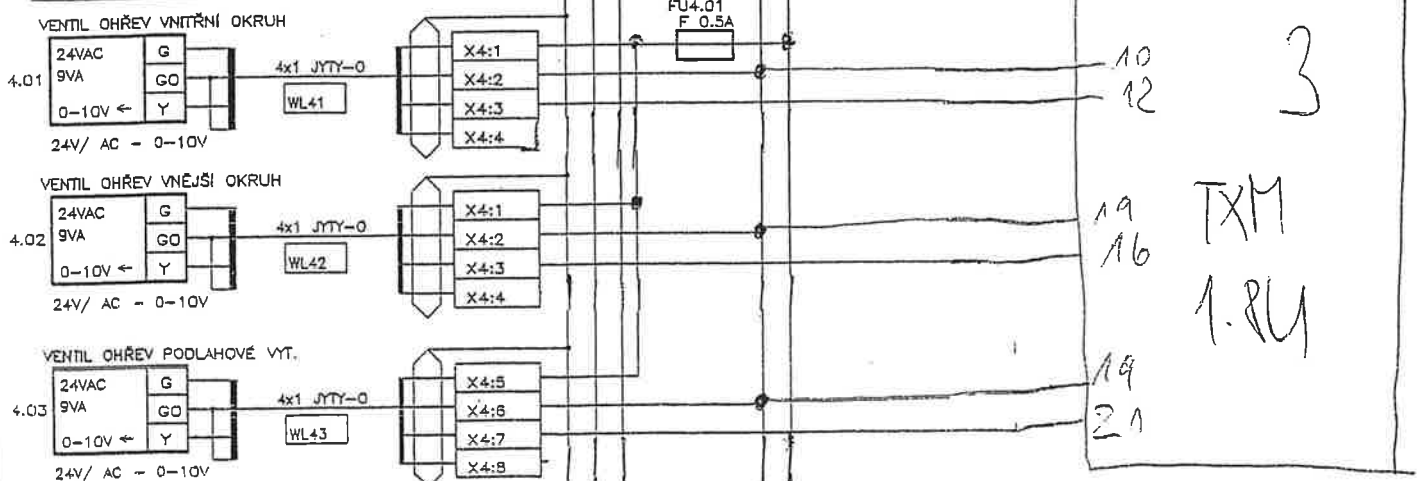 FU4.01
F 0.5A
VENTIL OHŘEV VNITŘNÍ OKRUH
4.01
24VAC
9VA
0-10V ←
G
GO
Y
24V/ AC - 0-10V
4x1 JYTY-O
WL41
X4:1
X4:2
X4:3
X4:4
10
12
3
VENTIL OHŘEV VNĚJŠÍ OKRUH
4.02
24VAC
9VA
0-10V ←
G
GO
Y
24V/ AC - 0-10V
4x1 JYTY-O
WL42
X4:1
X4:2
X4:3
X4:4
19
16
TXM
1.8U
VENTIL OHŘEV PODLAHOVÉ VYT.
4.03
24VAC
9VA
0-10V ←
G
GO
Y
24V/ AC - 0-10V
4x1 JYTY-O
WL43
X4:5
X4:6
X4:7
X4:8
19
21